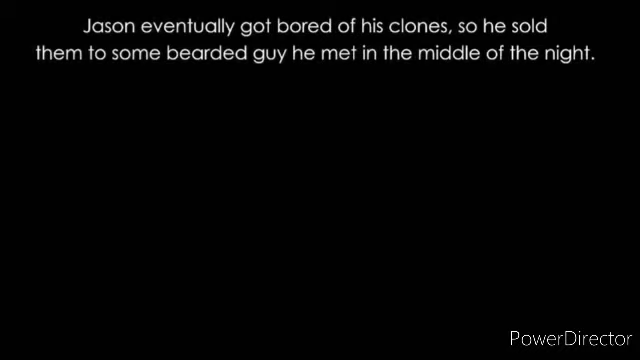 Jason eventually got bored of his clones, so he sold
them to some bearded guy he met in the middle of the night.
PowerDirector